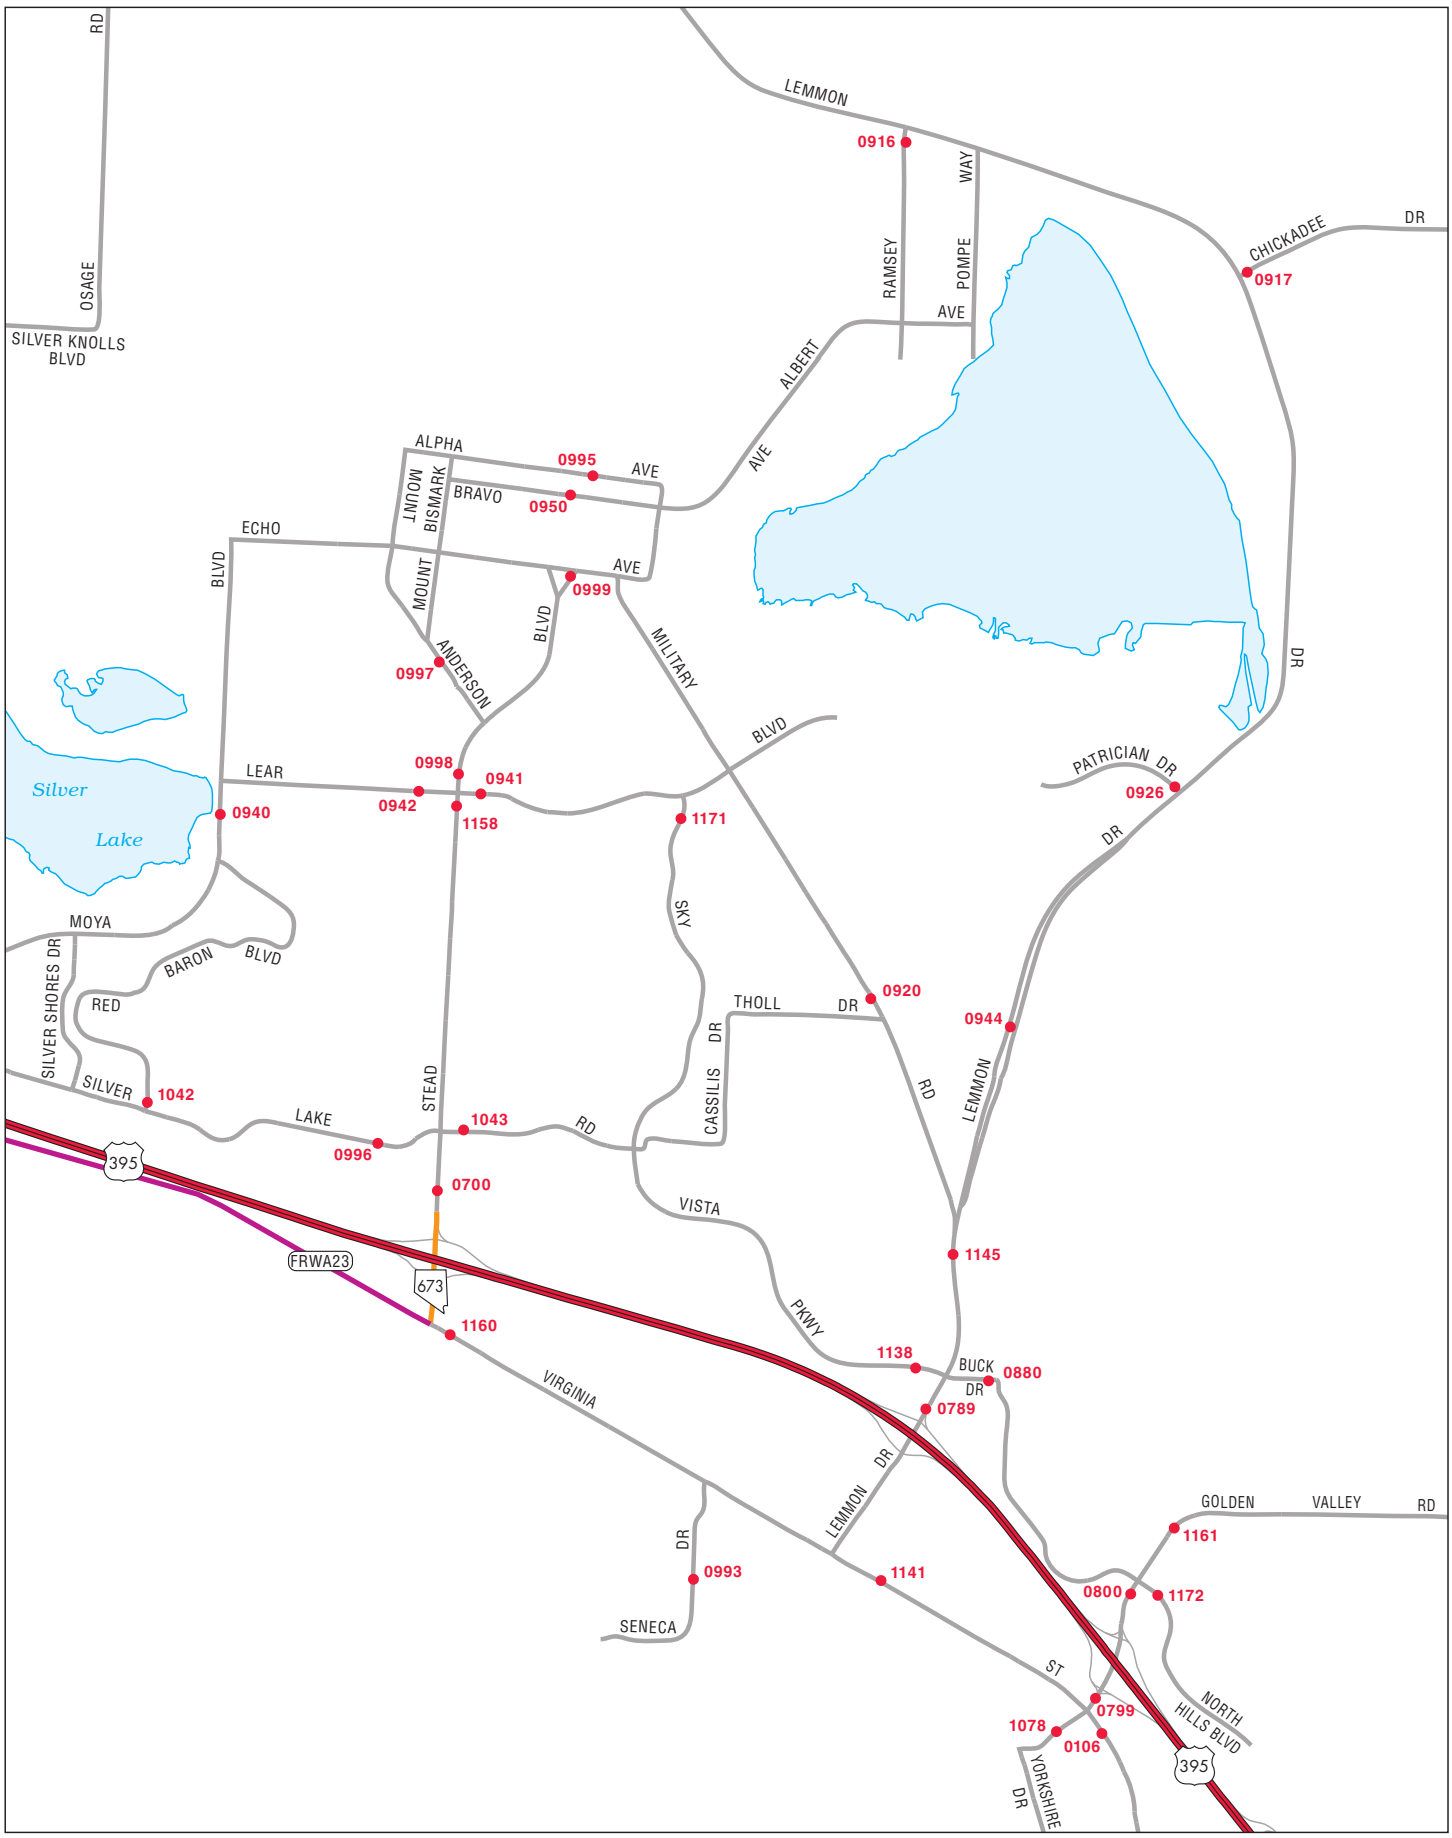 RD
LEMMON
0916
WAY
CHICKADEE
DR
0917
OSAGE
RAMSEY
POMPE
AVE
SILVER KNOLLS
BLVD
ALBERT
AVE
ALPHA
0995
AVE
MOUNT
BISMARK
BRAVO
0950
ECHO
BLVD
MOUNT
AVE
0999
BLVD
MILITARY
DR
ANDERSON
0997
BLVD
PATRICIAN DR
0926
LEAR
0998
0941
0942
1158
0940
1171
Silver
Lake
DR
MOYA
SKY
SILVER SHORES DR
BARON
BLVD
RED
0920
THOLL
DR
DR
0944
LEMMON
RD
STEAD
CASSILIS
SILVER
1042
LAKE
1043
RD
0996
395
0700
VISTA
1145
FRWA23
673
1160
PKWY
1138
BUCK
DR
0880
VIRGINIA
0789
DR
LEMMON
GOLDEN
VALLEY
RD
1161
DR
0993
1141
0800
1172
SENECA
ST
NORTH
HILLS BLVD
0799
1078
0106
YORKSHIRE
DR
395